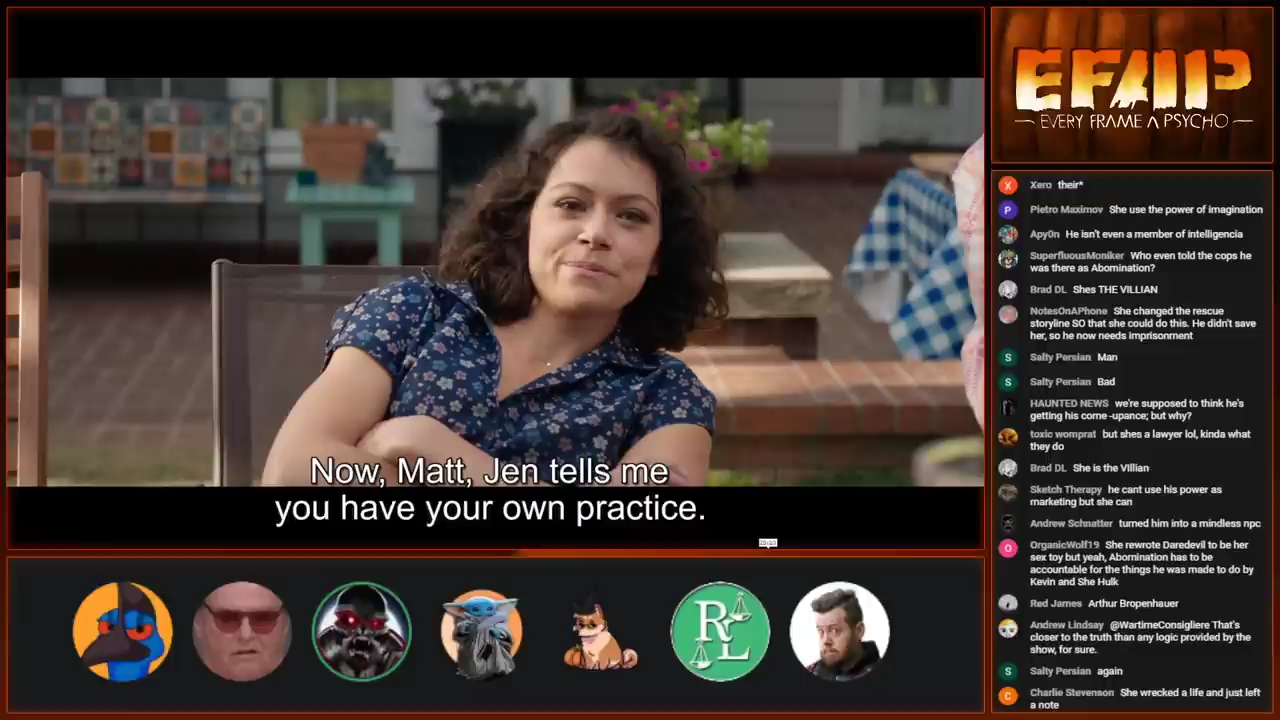 Now, Matt, Jen tells me
you have your own practice.
EFAP
EVERY FRAME A PSYCHO
X Xero their*
P Pietro Maximov She use the power of imagination
Apy0n He isn't even a member of intelligencia
SuperfluousMoniker Who even told the cops he
was there as Abomination?
Brad DL Shes THE VILLIAN
NotesOnAPhone She changed the rescue
storyline SO that she could do this. He didn't save
her, so he now needs imprisonment
S Salty Persian Man
S Salty Persian Bad
HAUNTED NEWS we're supposed to think he's
getting his come -upance; but why?
toxic womprat but shes a lawyer lol, kinda what
they do
Brad DL She is the Villian
Sketch Therapy he cant use his power as
marketing but she can
Andrew Schnatter turned him into a mindless npc
O OrganicWolf19 She rewrote Daredevil to be her
sex toy but yeah, Abomination has to be
accountable for the things he was made to do by
Kevin and She Hulk
Red James Arthur Bropenhauer
Andrew Lindsay @WartimeConsigliere That's
closer to the truth than any logic provided by the
show, for sure.
S Salty Persian again
C Charlie Stevenson She wrecked a life and just left
a note
RL